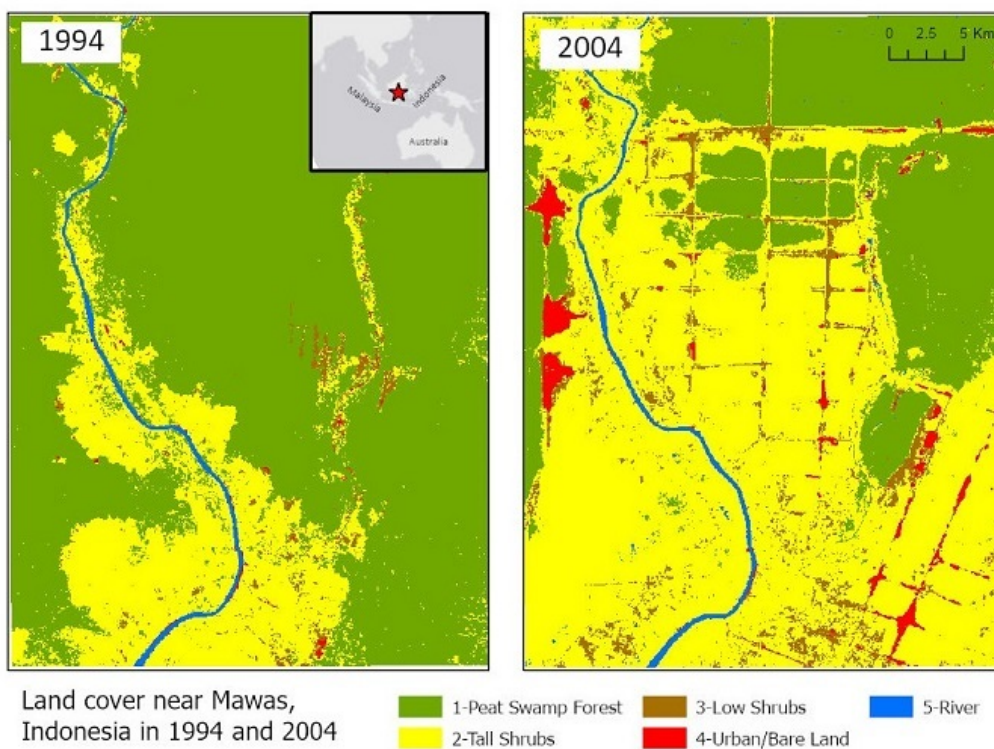 1994
Malaysia
Indonesia
Australia
2004
0 2.5 5 Km
Land cover near Mawas,
Indonesia in 1994 and 2004
1-Peat Swamp Forest
2-Tall Shrubs
3-Low Shrubs
4-Urban/Bare Land
5-River